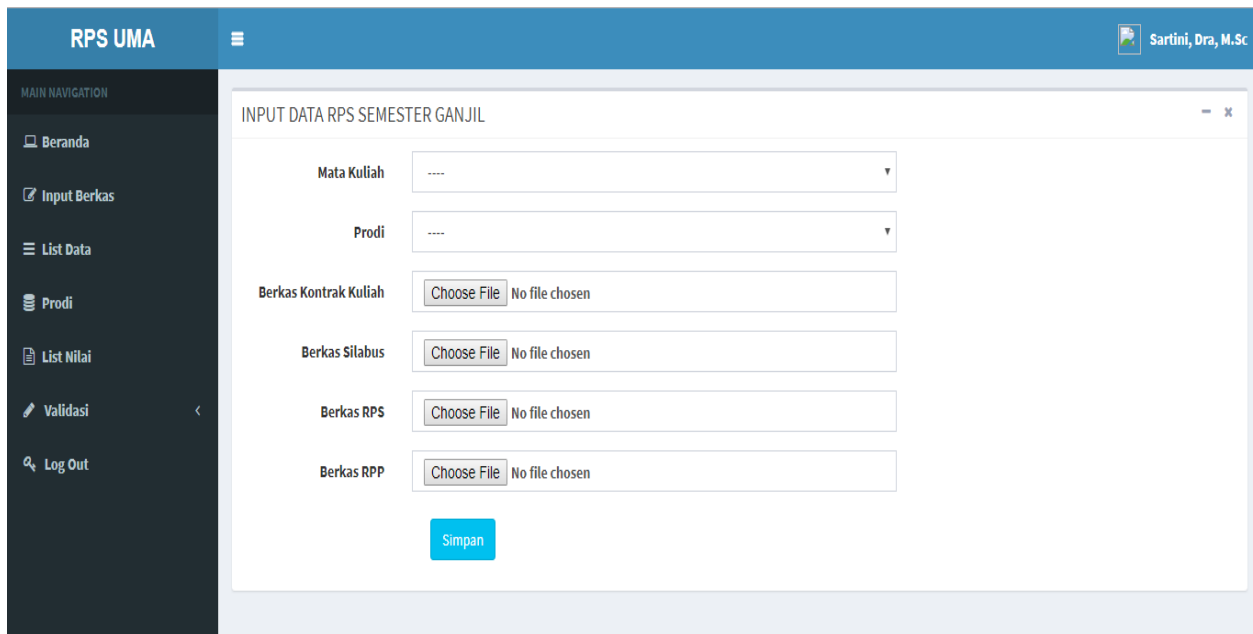 RPS UMA
Sartini, Dra, M.Sc
MAIN NAVIGATION
Beranda
Input Berkas
List Data
Prodi
List Nilai
Validasi
Log Out
INPUT DATA RPS SEMESTER GANJIL
Mata Kuliah ----
Prodi ----
Berkas Kontrak Kuliah Choose File No file chosen
Berkas Silabus Choose File No file chosen
Berkas RPS Choose File No file chosen
Berkas RPP Choose File No file chosen
Simpan